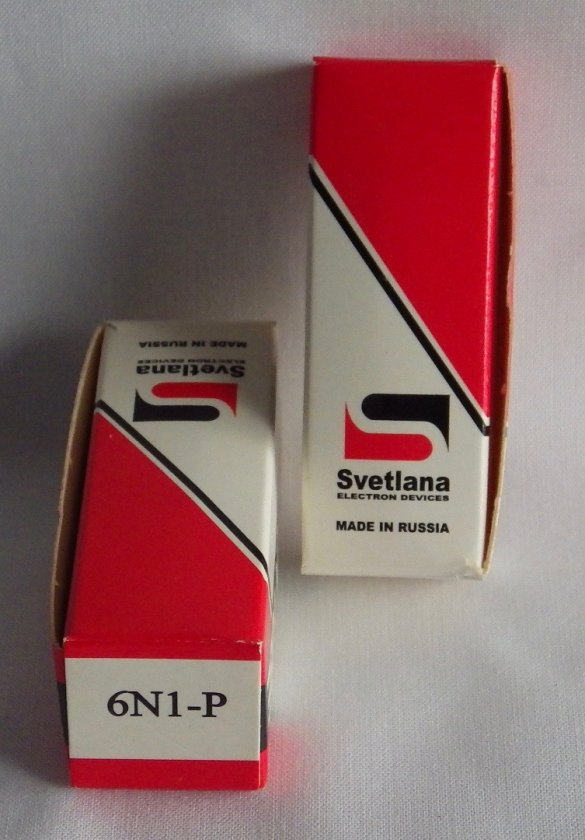 Svetlana
ELECTRON DEVICES
MADE IN RUSSIA
MADE IN RUSSIA
ELECTRON DEVICES
Svetlana
6N1-P